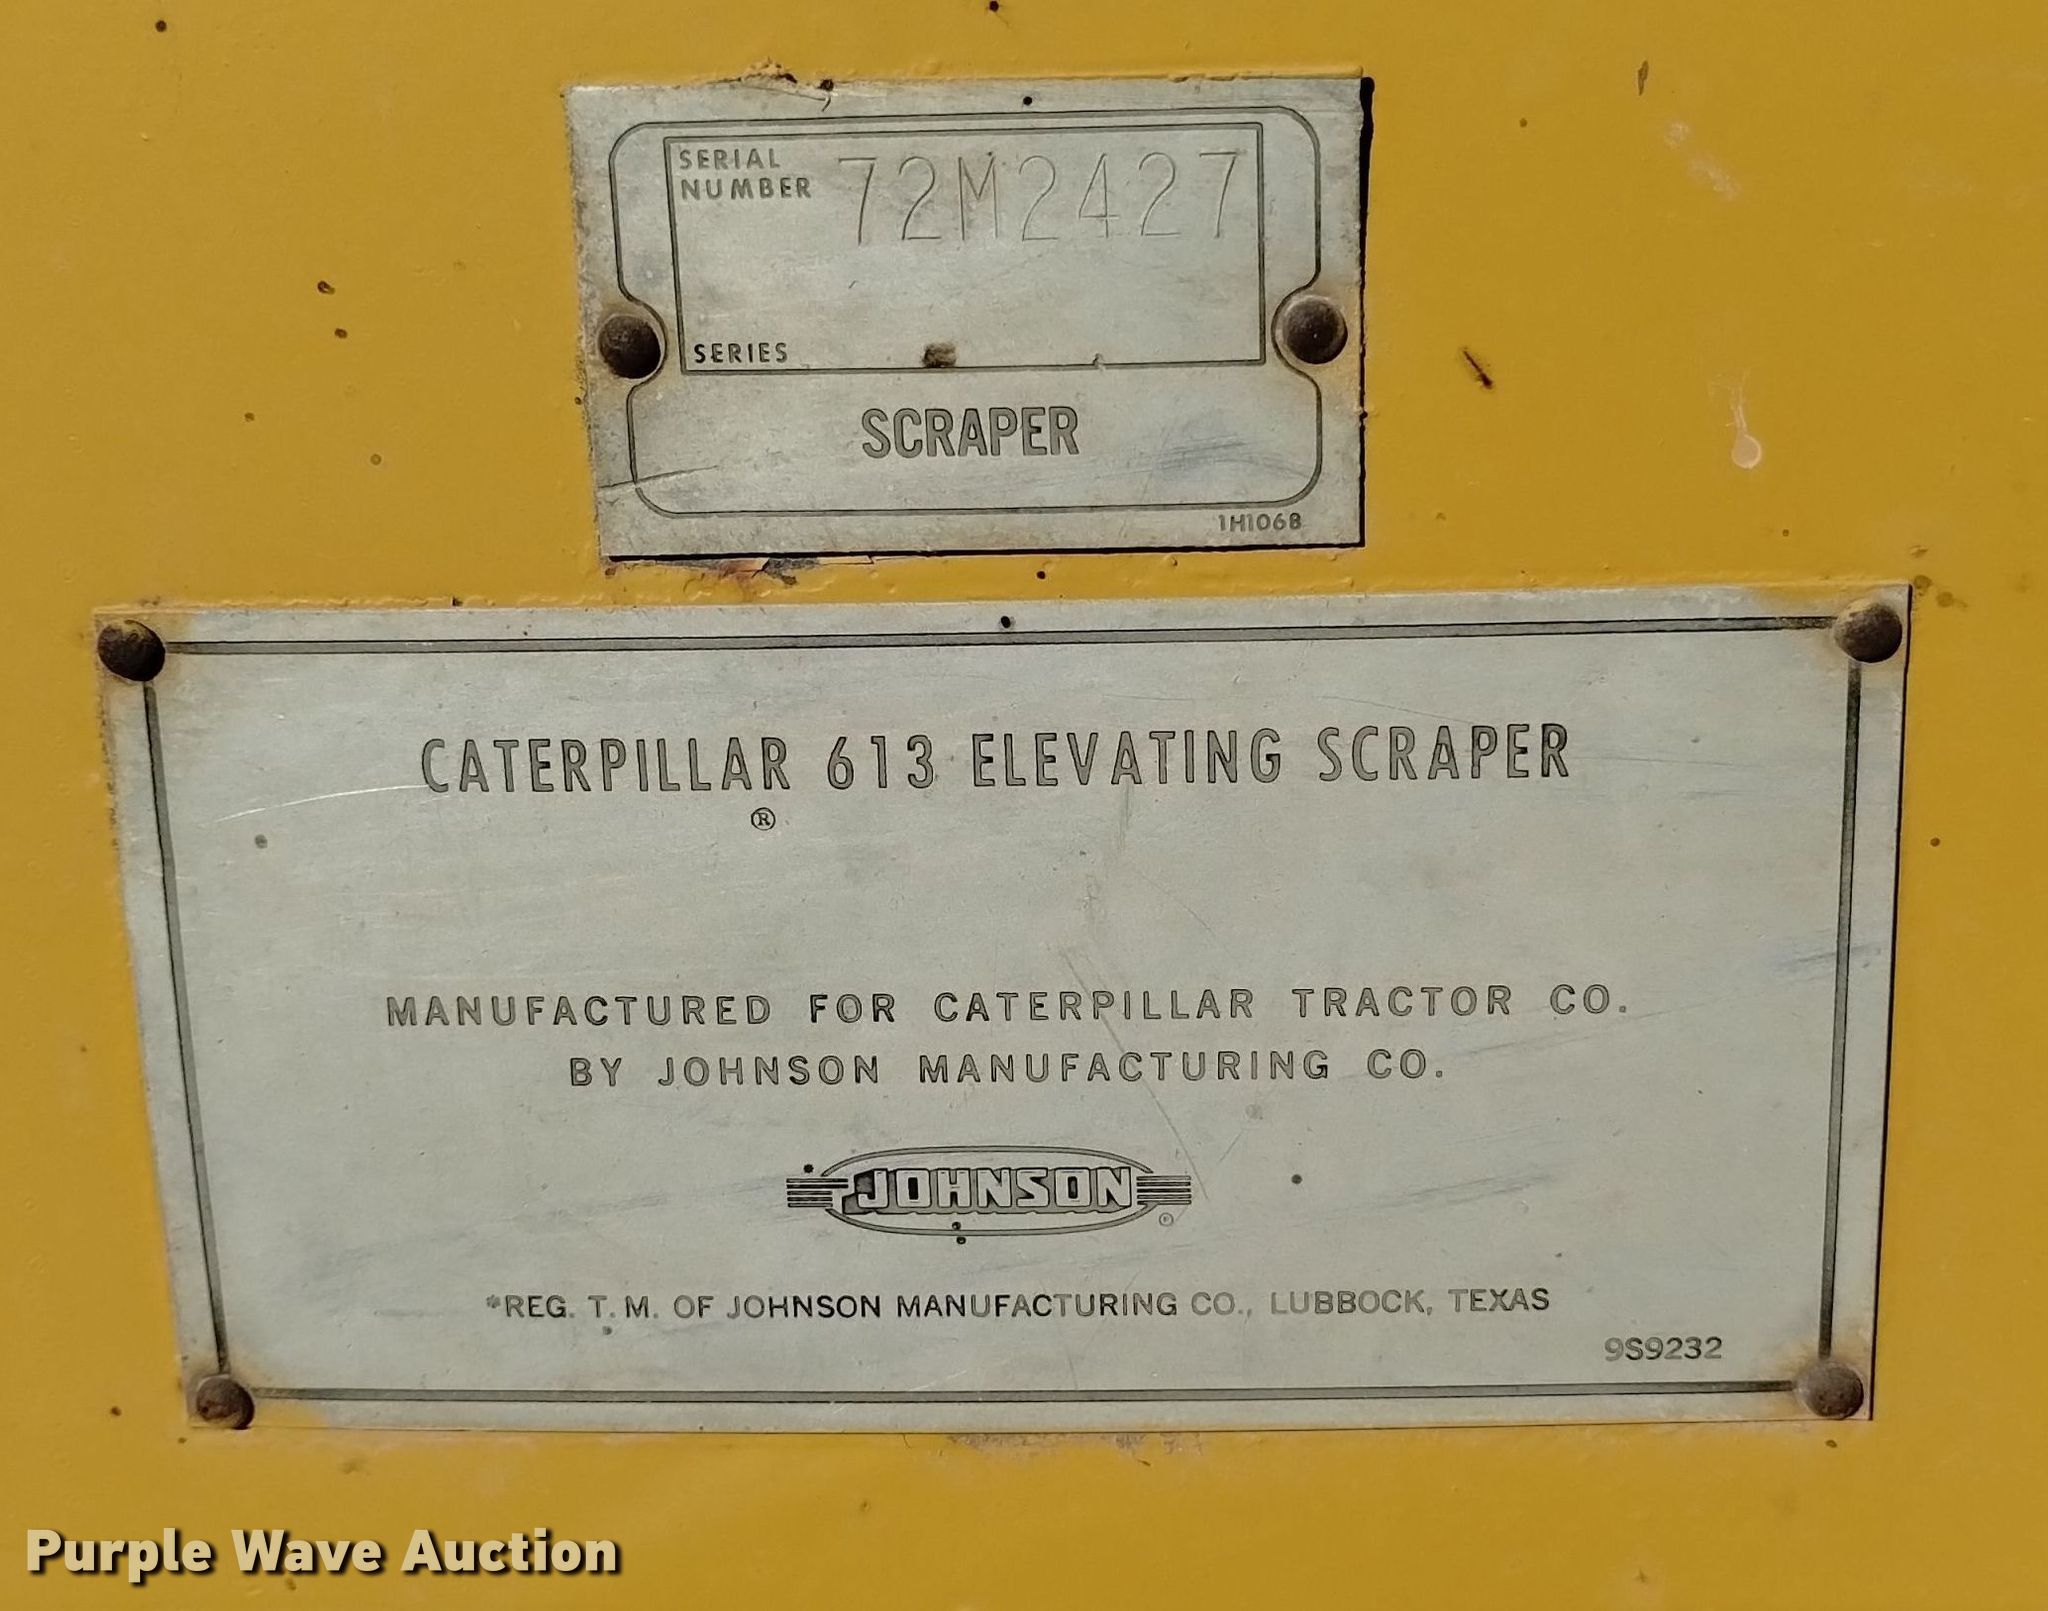 SERIAL
NUMBER 72M2427
SERIES
SCRAPER
1H1068
CATERPILLAR 613 ELEVATING SCRAPER
®
MANUFACTURED FOR CATERPILLAR TRACTOR CO.
BY JOHNSON MANUFACTURING CO.
JOHNSON
®
*REG. T. M. OF JOHNSON MANUFACTURING CO., LUBBOCK, TEXAS
9S9232
Purple Wave Auction